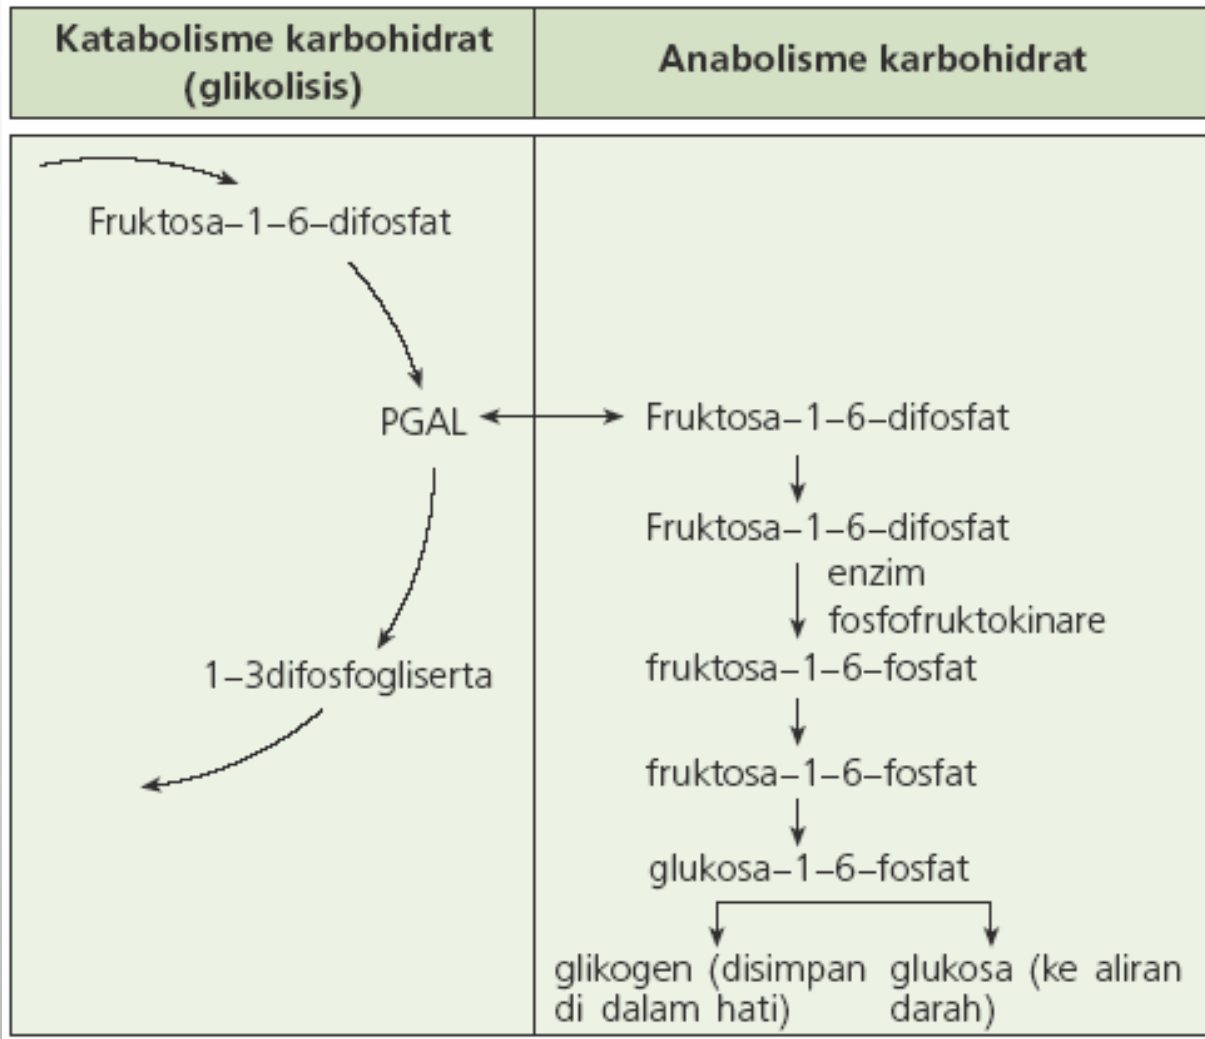 Katabolisme karbohidrat
(glikolisis)
Anabolisme karbohidrat
Fruktosa–1–6–difosfat
PGAL
1–3difosfogliserta
Fruktosa–1–6–difosfat
Fruktosa–1–6–difosfat
enzim
fosfofruktokinare
fruktosa–1–6–fosfat
fruktosa–1–6–fosfat
glukosa–1–6–fosfat
glikogen (disimpan
di dalam hati)
glukosa (ke aliran
darah)